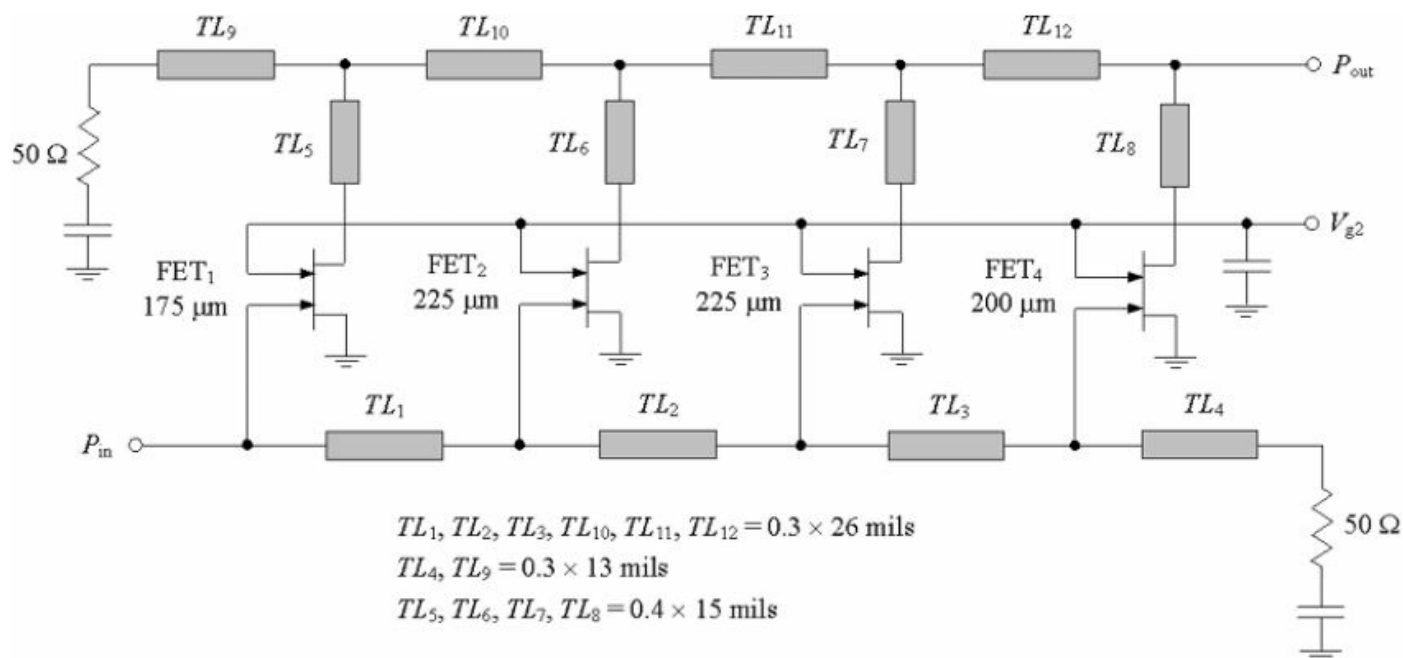 TL9 TL10 TL11 TL12
Pout
50 Ω
TL5 TL6 TL7 TL8
Vg2
FET1
175 μm
FET2
225 μm
FET3
225 μm
FET4
200 μm
TL1 TL2 TL3 TL4
Pin
50 Ω
TL1, TL2, TL3, TL10, TL11, TL12 = 0.3 × 26 mils
TL4, TL9 = 0.3 × 13 mils
TL5, TL6, TL7, TL8 = 0.4 × 15 mils